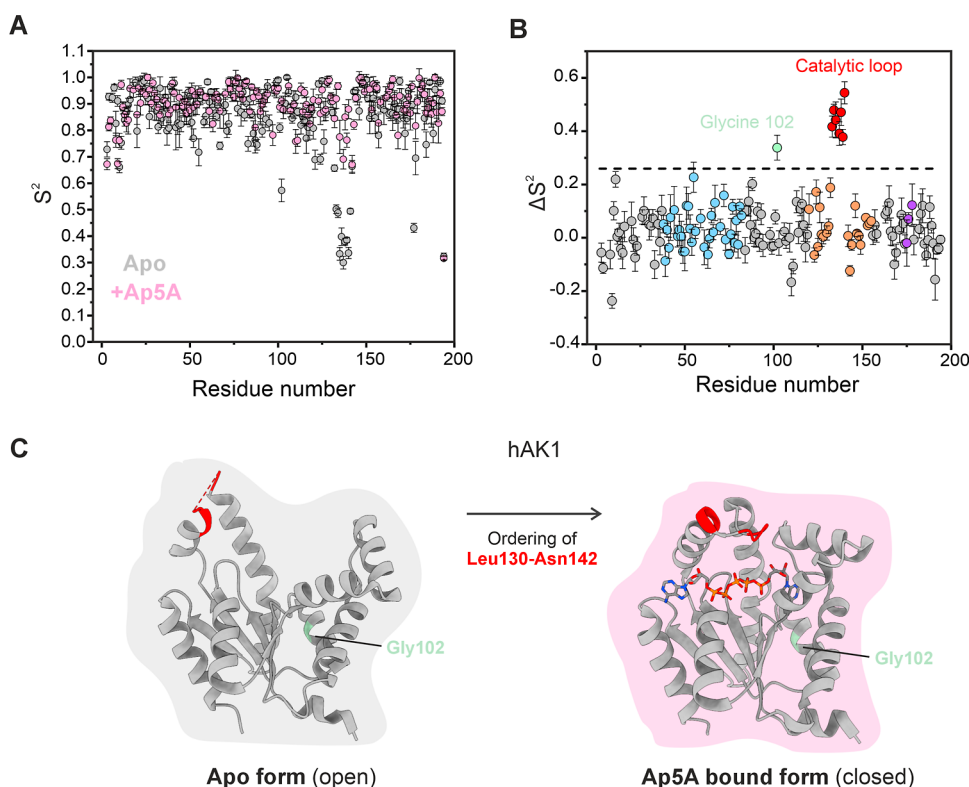 A
1.1
1.0
0.9
0.8
0.7
0.6
0.5
0.4
0.3
0.2
0.1
0.0
S²
Apo
+Ap5A
0
50
100
150
200
Residue number
B
0.6
0.4
0.2
0.0
-0.4
ΔS²
Catalytic loop
Glycine 102
0
50
100
150
200
Residue number
C
hAK1
Ordering of
Leu130-Asn142
Gly102
Gly102
Apo form (open)
Ap5A bound form (closed)